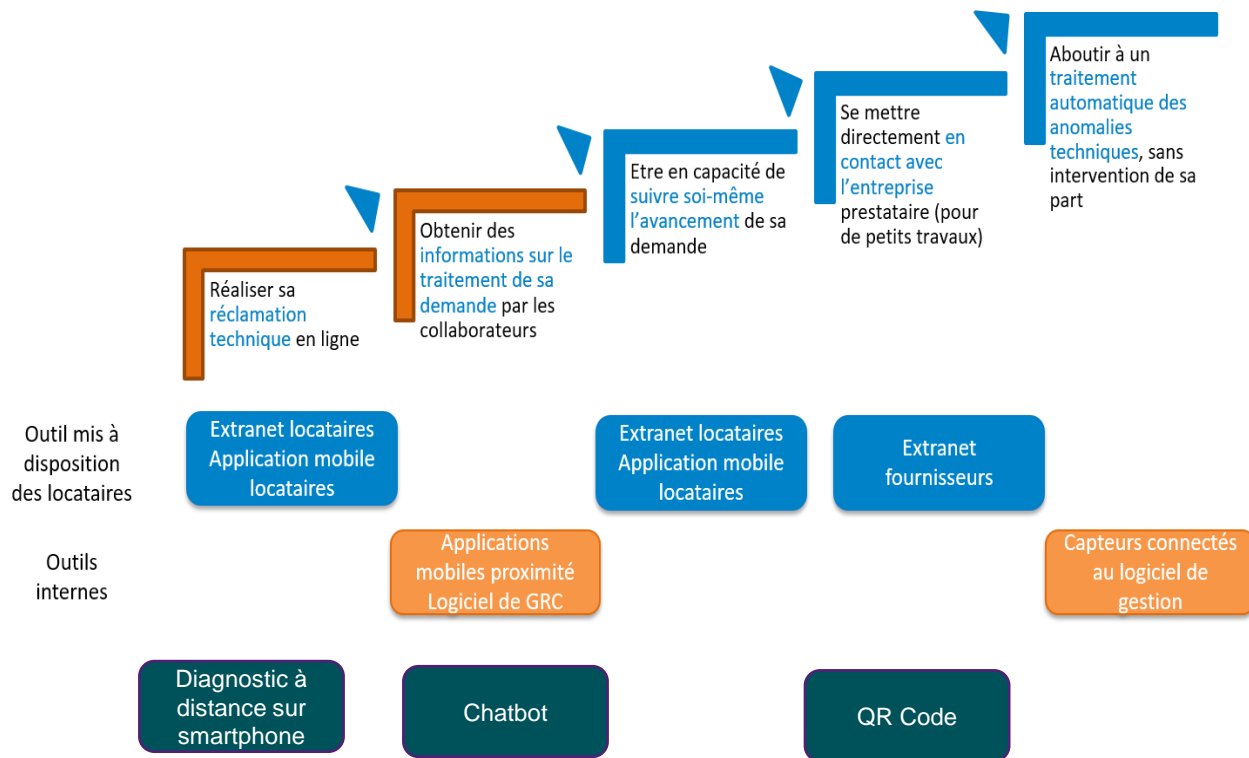 Réaliser sa
réclamation
technique en ligne
Obtenir des
informations sur le
traitement de sa
demande par les
collaborateurs
Etre en capacité de
suivre soi-même
l’avancement de sa
demande
Se mettre
directement en
contact avec
l’entreprise
prestataire (pour
de petits travaux)
Aboutir à un
traitement
automatique des
anomalies
techniques, sans
intervention de sa
part
Outil mis à
disposition
des locataires
Extranet locataires
Application mobile
locataires
Extranet locataires
Application mobile
locataires
Extranet
fournisseurs
Outils
internes
Applications
mobiles proximité
Logiciel de GRC
Capteurs connectés
au logiciel de
gestion
Diagnostic à
distance sur
smartphone
Chatbot
QR Code